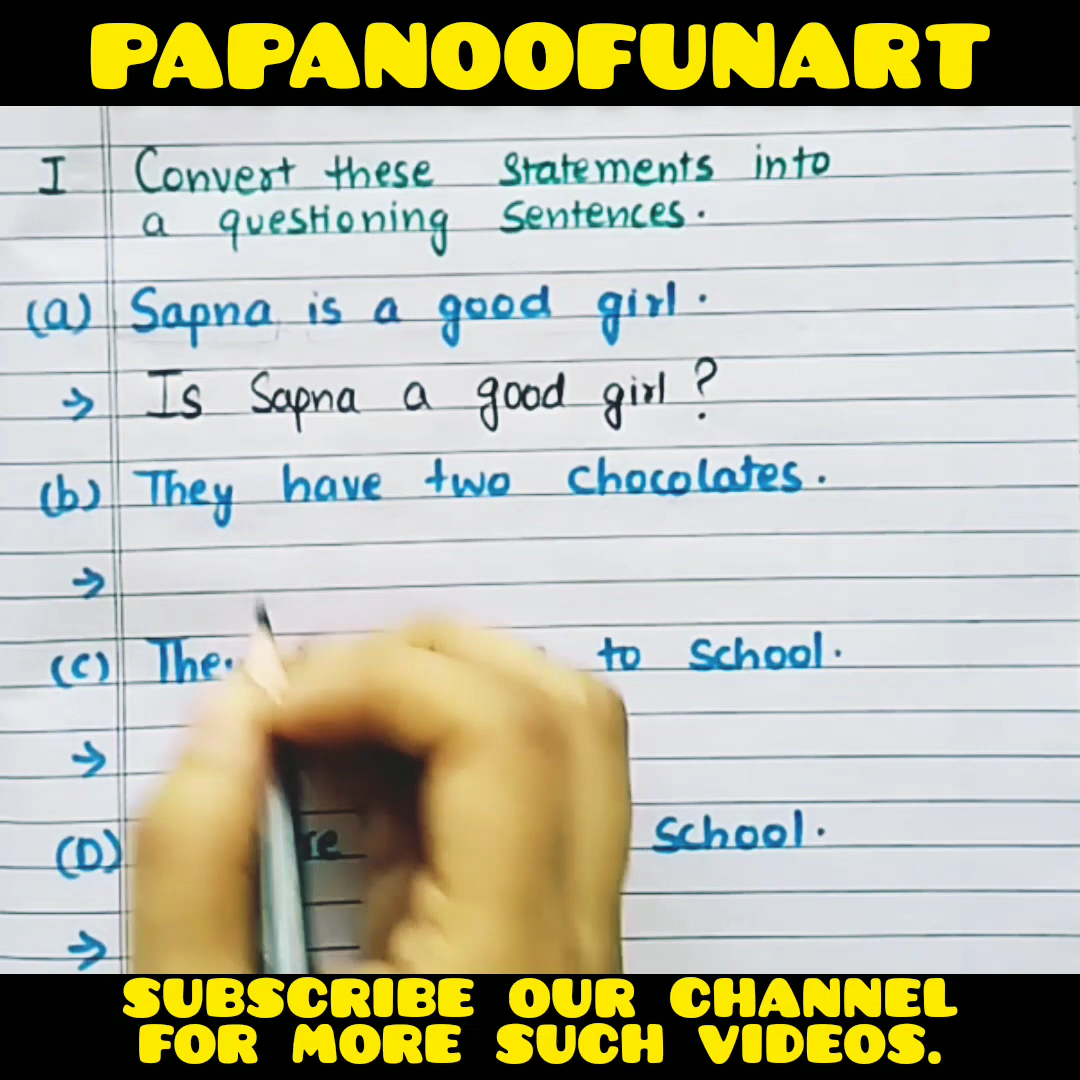 PAPANOOFUNART
I Convert these Statements into
a questioning Sentences.
(a) Sapna is a good girl.
→ Is Sapna a good girl?
(b) They have two chocolates.
→
(c) to school.
→
(D) school.
→
SUBSCRIBE OUR CHANNEL
FOR MORE SUCH VIDEOS.